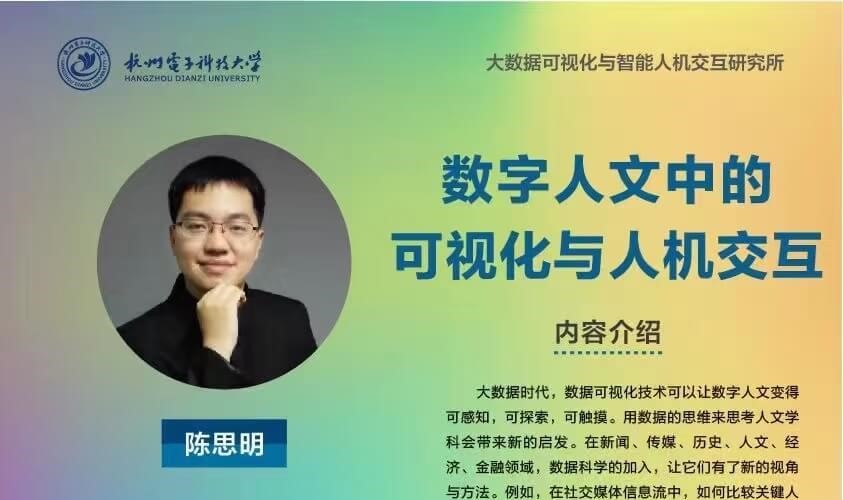 杭州电子科技大学
HANGZHOU DIANZI UNIVERSITY
大数据可视化与智能人机交互研究所
数字人文中的
可视化与人机交互
内容介绍
陈思明
大数据时代，数据可视化技术可以让数字人文变得
可感知，可探索，可触摸。用数据的思维来思考人文学
科会带来新的启发。在新闻、传媒、历史、人文、经
济、金融领域，数据科学的加入，让它们有了新的视角
与方法。例如，在社交媒体信息流中，如何比较关键人